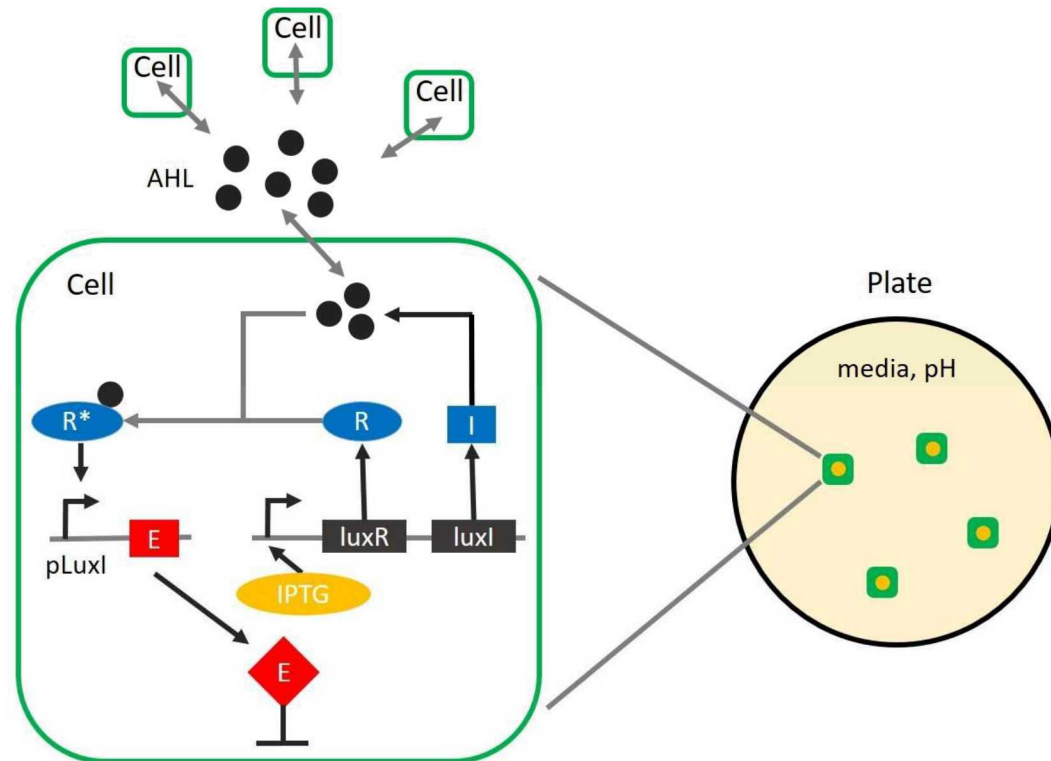 Cell
Cell
Cell
AHL
Cell
Plate
media, pH
R*
R
I
E
luxR
luxI
pLuxI
IPTG
E